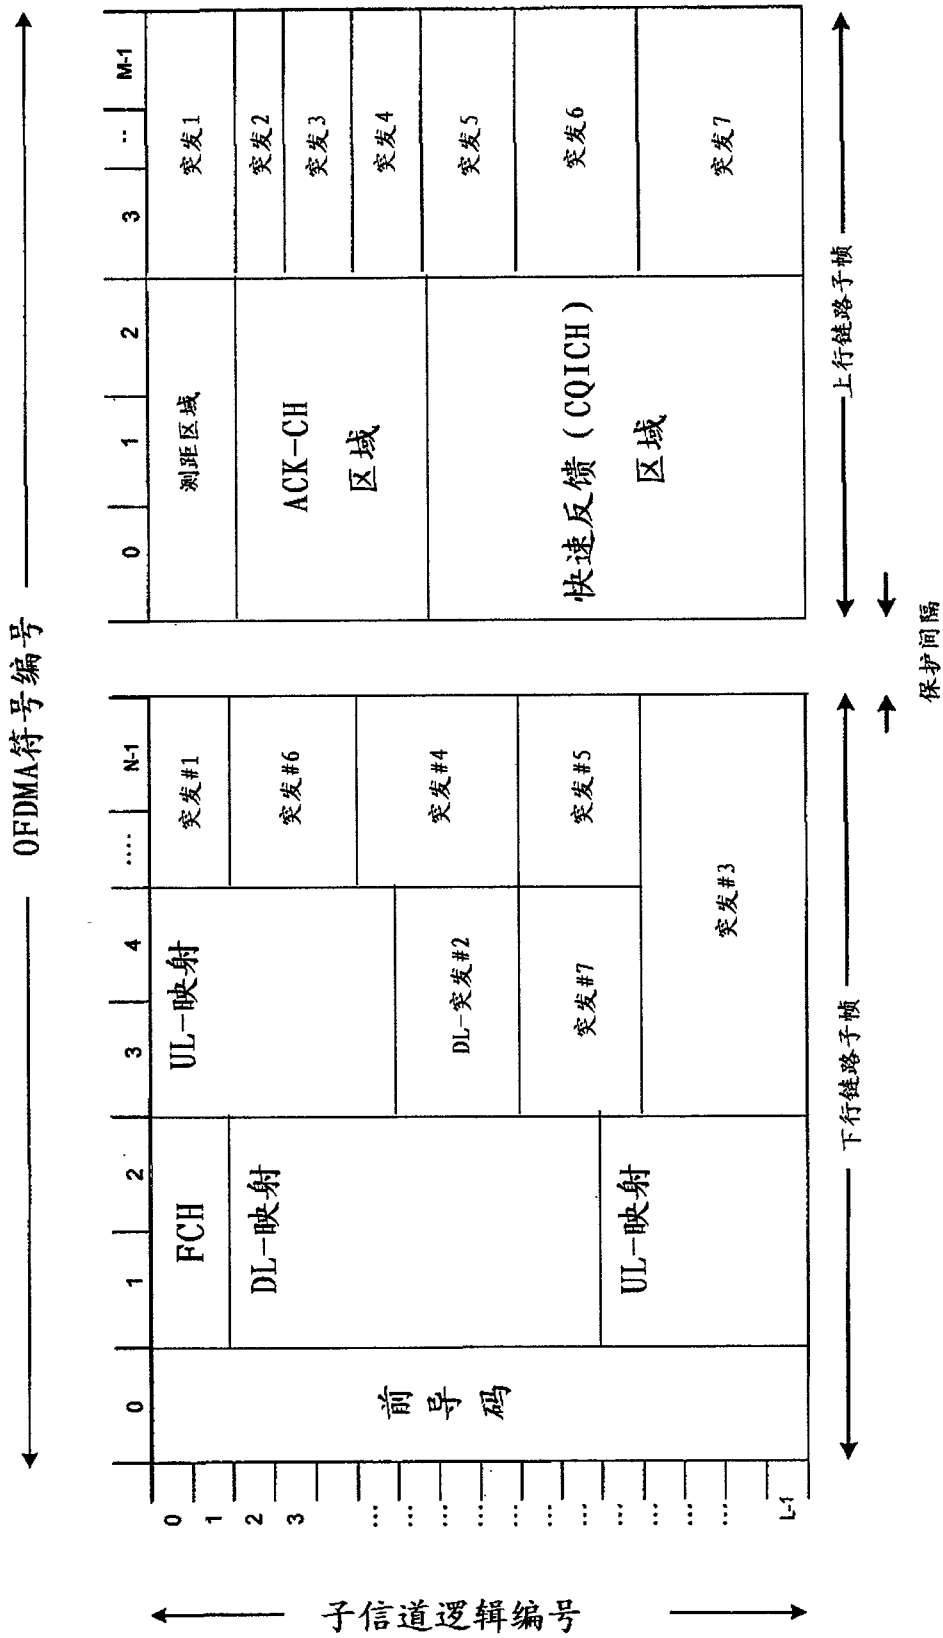 OFDMA符号编号
0
1
2
3
4
....
N-1
0
1
2
3
..
M-1
子信道逻辑编号
0
1
2
3
...
...
...
...
...
...
...
...
...
L-1
前导码
FCH
DL-映射
UL-映射
UL-映射
DL-突发#2
突发#7
突发#1
突发#6
突发#4
突发#5
突发#3
测距区域
ACK-CH
区域
快速反馈（CQICH）
区域
突发1
突发2
突发3
突发4
突发5
突发6
突发7
下行链路子帧
保护间隔
上行链路子帧